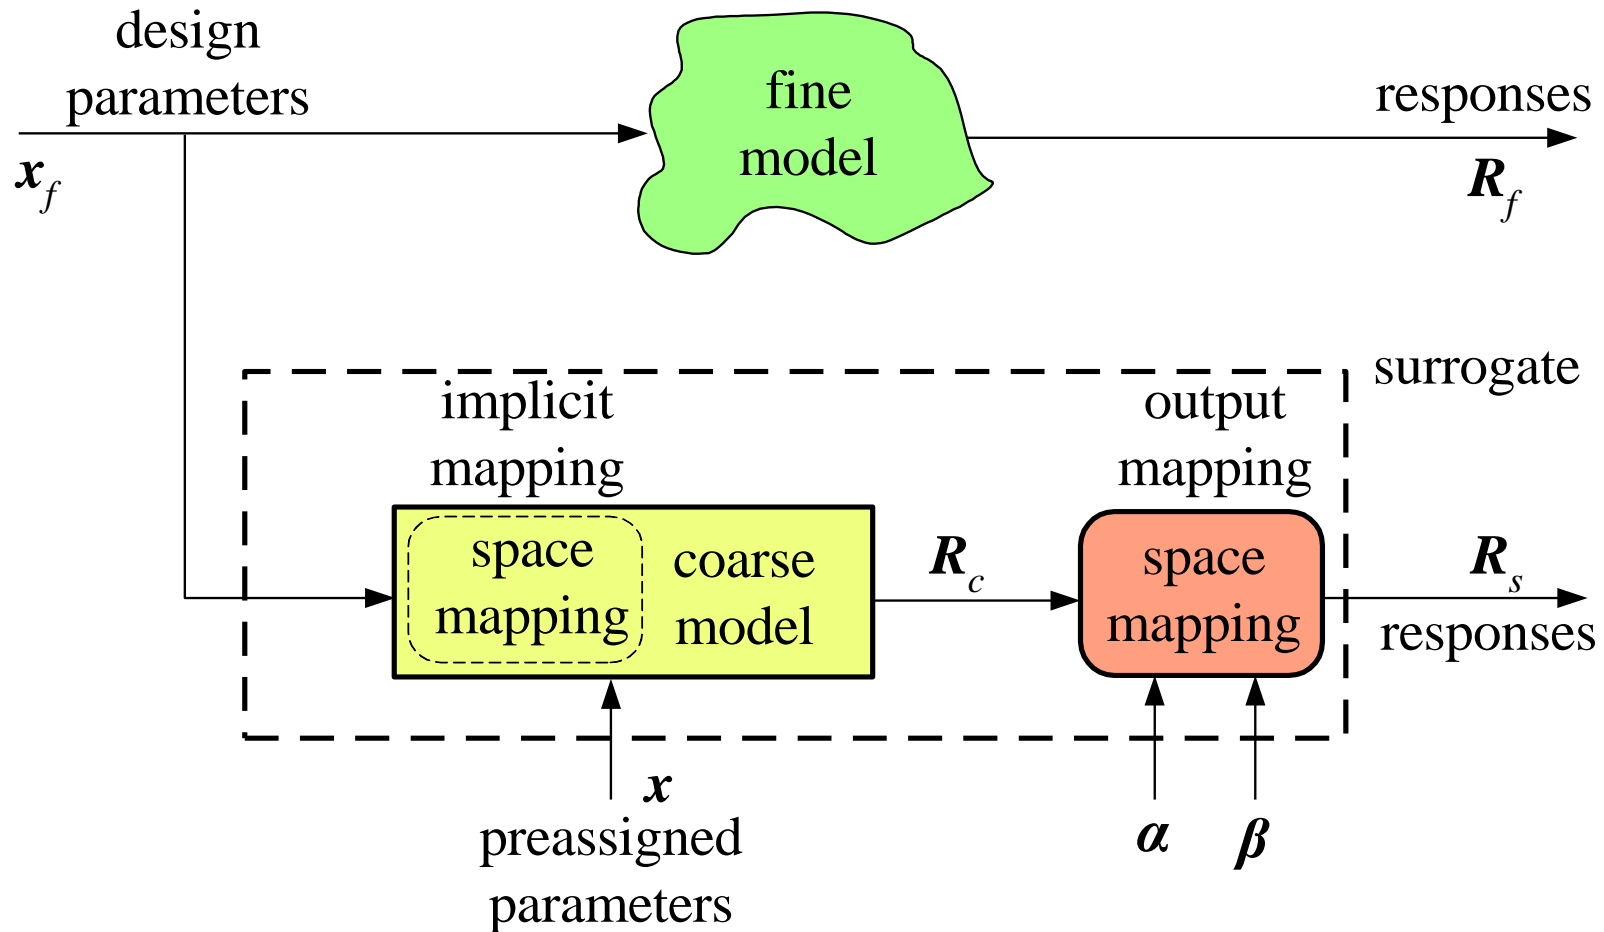 design
parameters
x_f
fine
model
responses
R_f
surrogate
implicit
mapping
output
mapping
space
mapping
coarse
model
R_c
space
mapping
R_s
responses
x
preassigned
parameters
α
β